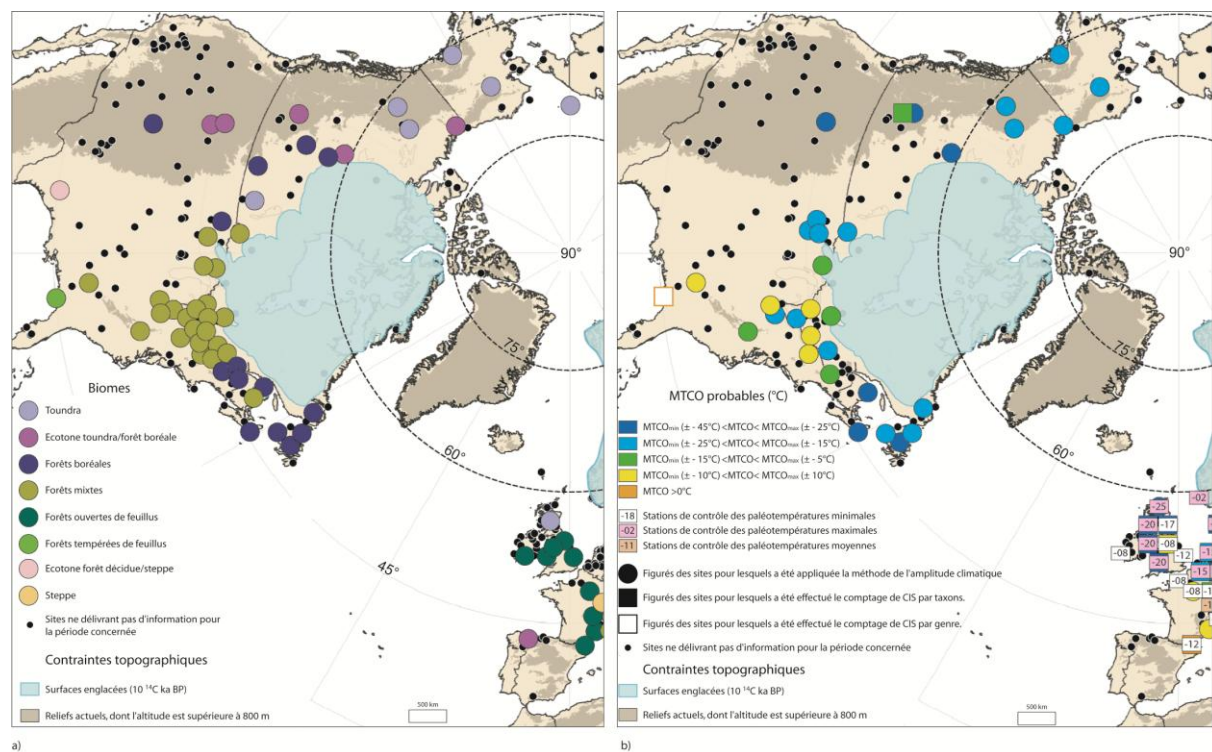 90°
75°
60°
45°
Biomes
Toundra
Ecotone toundra/forêt boréale
Forêts boréales
Forêts mixtes
Forêts ouvertes de feuillus
Forêts tempérées de feuillus
Ecotone forêt décidue/steppe
Steppe
Sites ne délivrant pas d'information pour
la période concernée
Contraintes topographiques
Surfaces englacées (10 ¹⁴C ka BP)
Reliefs actuels, dont l'altitude est supérieure à 800 m
500 km
a)
90°
75°
60°
45°
MTCO probables (°C)
MTCOmin (± - 45°C) <MTCO< MTCOmax (± - 25°C)
MTCOmin (± - 25°C) <MTCO< MTCOmax (± - 15°C)
MTCOmin (± - 15°C) <MTCO< MTCOmax (± - 5°C)
MTCOmin (± - 10°C) <MTCO< MTCOmax (± 10°C)
MTCO >0°C
-18 Stations de contrôle des paléotempératures minimales
-02 Stations de contrôle des paléotempératures maximales
-11 Stations de contrôle des paléotempératures moyennes
Figurés des sites pour lesquels a été appliquée la méthode de l'amplitude climatique
Figurés des sites pour lesquels a été effectué le comptage de CIS par taxons.
Figurés des sites pour lesquels a été effectué le comptage de CIS par genre.
Sites ne délivrant pas d'information pour la période concernée
Contraintes topographiques
Surfaces englacées (10 ¹⁴C ka BP)
Reliefs actuels, dont l'altitude est supérieure à 800 m
500 km
-02
-25
-20 -17
-20 -08
-08
-12
-20
-15
-08
-08
-12
b)